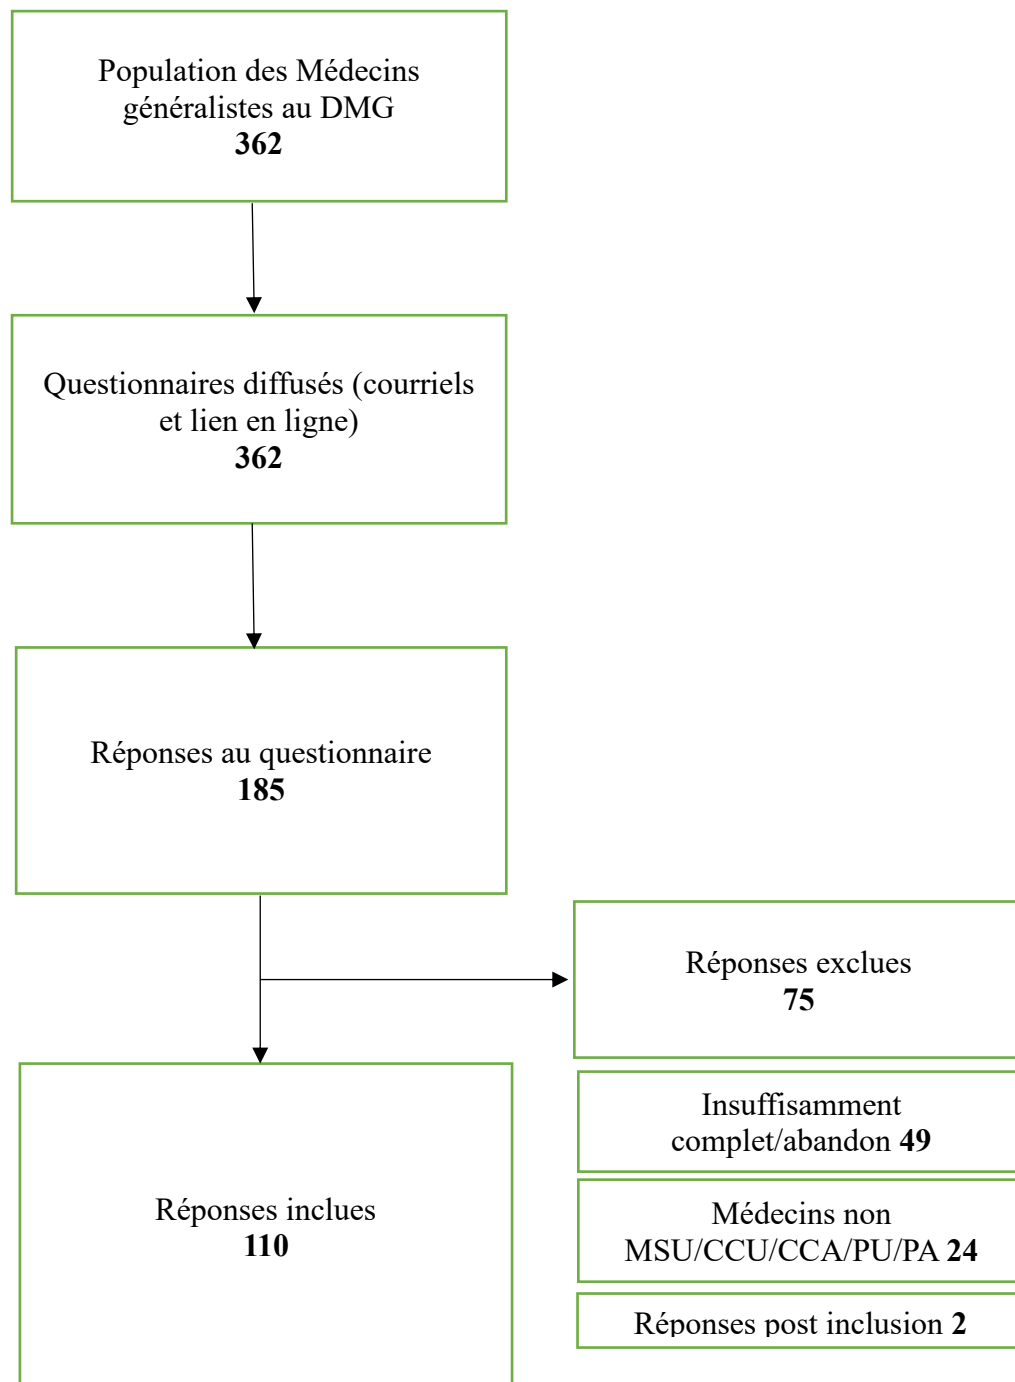 Population des Médecins
généralistes au DMG
362
Questionnaires diffusés (courriels
et lien en ligne)
362
Réponses au questionnaire
185
Réponses exclues
75
Insuffisamment
complet/abandon 49
Médecins non
MSU/CCU/CCA/PU/PA 24
Réponses post inclusion 2
Réponses inclues
110